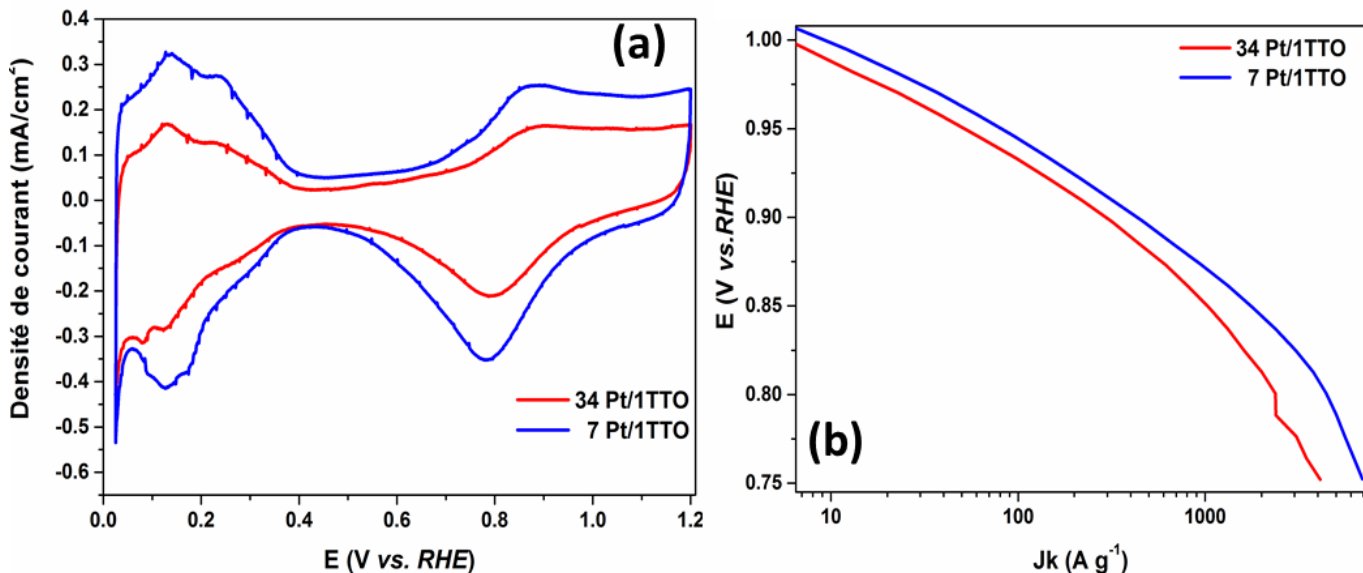 (a)
Densité de courant (mA/cm²)
0.4
0.3
0.2
0.1
0.0
-0.1
-0.2
-0.3
-0.4
-0.5
-0.6
34 Pt/1TTO
7 Pt/1TTO
0.0 0.2 0.4 0.6 0.8 1.0 1.2
E (V vs. RHE)
(b)
E (V vs.RHE)
1.00
0.95
0.90
0.85
0.80
0.75
34 Pt/1TTO
7 Pt/1TTO
10 100 1000
Jk (A g⁻¹)